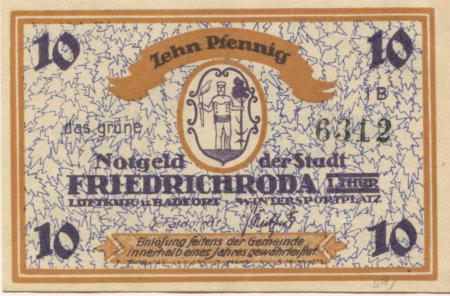 10 Zehn Pfennig 10
1B
das grüne 6312
Notgeld der Stadt
FRIEDRICHRODA I. THÜR
LUFTKUR- U. BADEORT - WINTERSPORTPLATZ
10 10
Einlösung seitens der Gemeinde
innerhalb eines Jahres gewährleistet